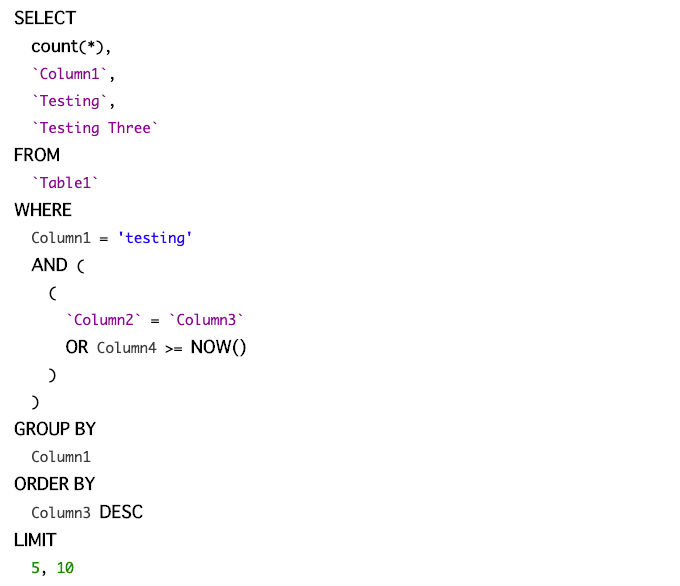 SELECT
count(*),
`Column1`,
`Testing`,
`Testing Three`
FROM
`Table1`
WHERE
Column1 = 'testing'
AND (
(
`Column2` = `Column3`
OR Column4 >= NOW()
)
)
GROUP BY
Column1
ORDER BY
Column3 DESC
LIMIT
5, 10